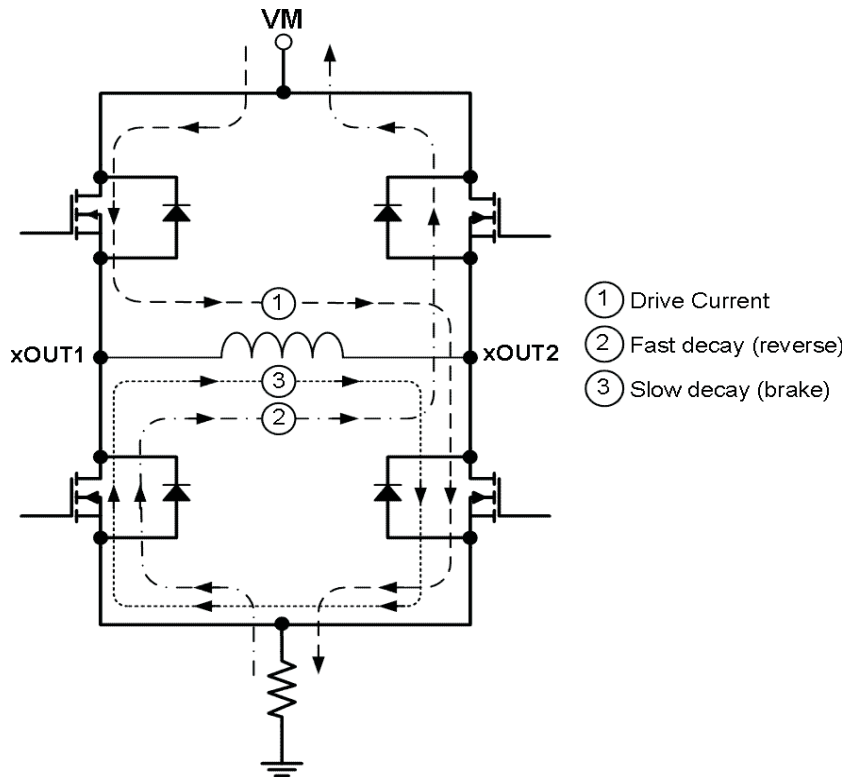 VM
1
xOUT1
xOUT2
3
2
1 Drive Current
2 Fast decay (reverse)
3 Slow decay (brake)